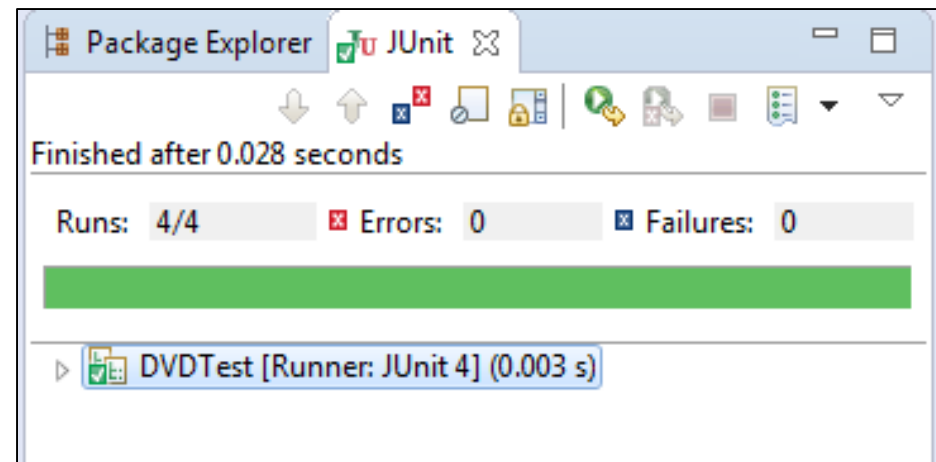 Package Explorer JUnit
Finished after 0.028 seconds
Runs: 4/4 Errors: 0 Failures: 0
DVDTest [Runner: JUnit 4] (0.003 s)